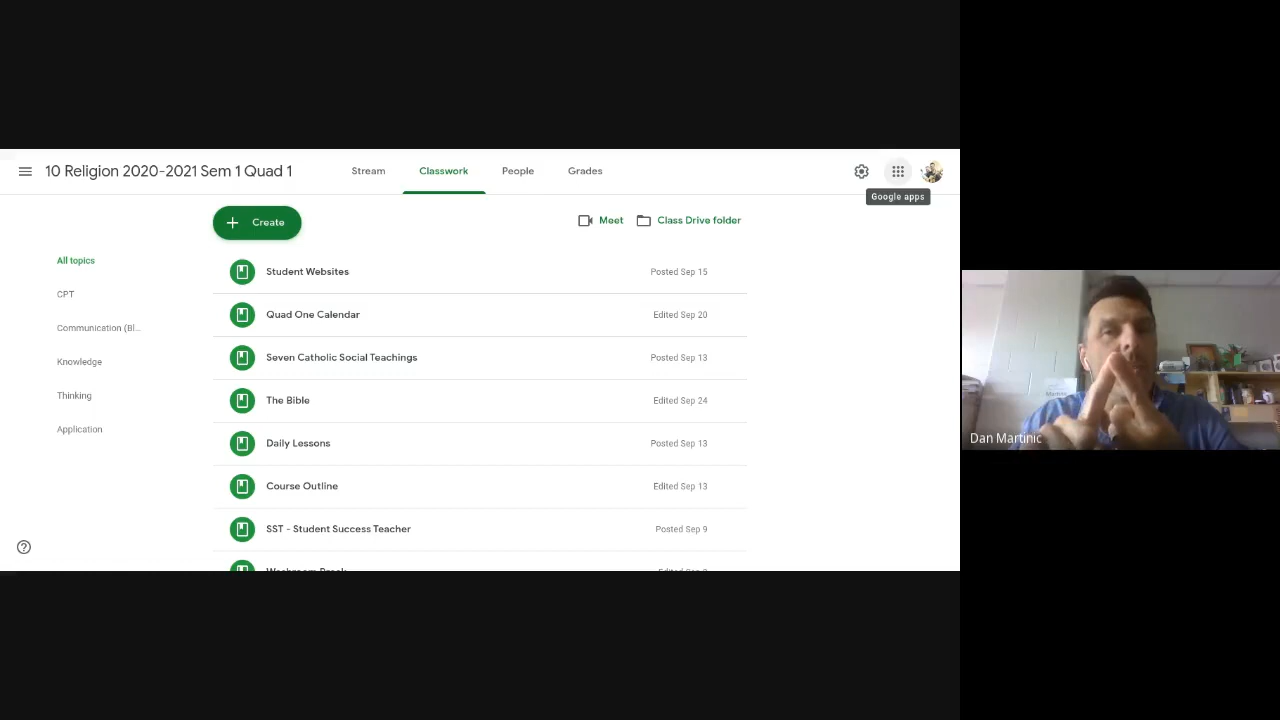 10 Religion 2020-2021 Sem 1 Quad 1
Stream
Classwork
People
Grades
Google apps
Create
Meet
Class Drive folder
All topics
CPT
Communication (Bl...
Knowledge
Thinking
Application
Student Websites Posted Sep 15
Quad One Calendar Edited Sep 20
Seven Catholic Social Teachings Posted Sep 13
The Bible Edited Sep 24
Daily Lessons Posted Sep 13
Course Outline Edited Sep 13
SST - Student Success Teacher Posted Sep 9
Dan Martinic